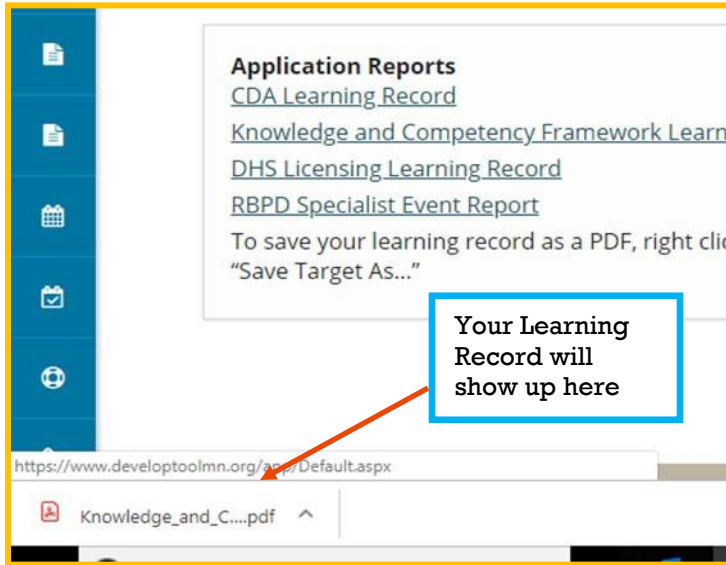 Application Reports
CDA Learning Record
Knowledge and Competency Framework Learn
DHS Licensing Learning Record
RBPD Specialist Event Report
To save your learning record as a PDF, right clic
“Save Target As...”
Your Learning
Record will
show up here
https://www.developtoolmn.org/app/Default.aspx
Knowledge_and_C....pdf